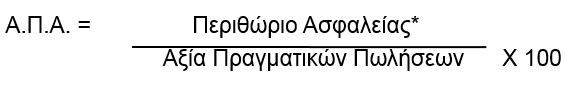 Α.Π.Α. = Περιθώριο Ασφαλείας*
Αξία Πραγματικών Πωλήσεων Χ 100